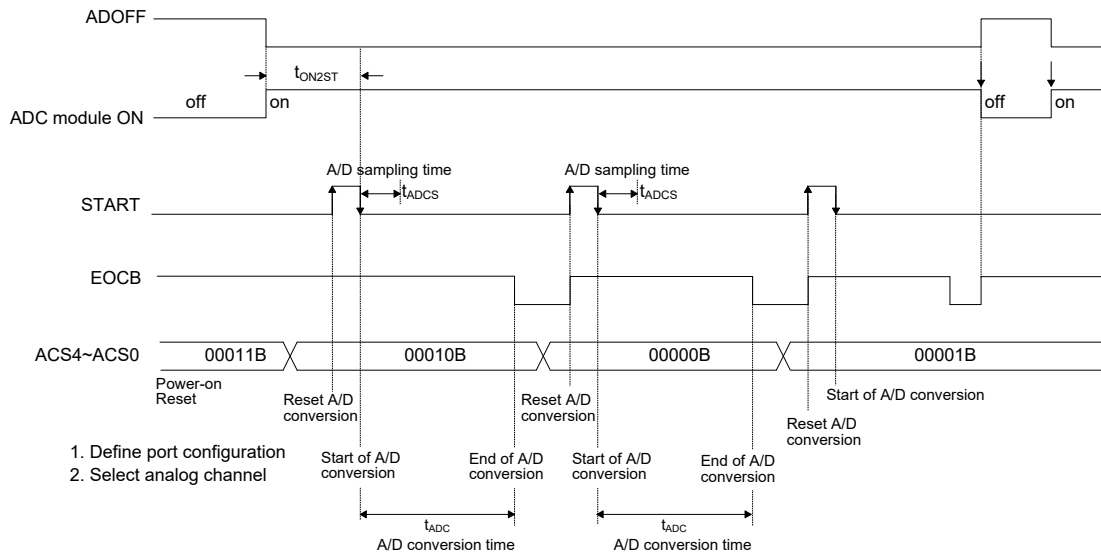 ADOFF
tON2ST
off
on
off
on
ADC module ON
A/D sampling time
A/D sampling time
tADCS
tADCS
START
EOCB
ACS4~ACS0
00011B
00010B
00000B
00001B
Power-on
Reset
Reset A/D
conversion
Reset A/D
conversion
Start of A/D conversion
Reset A/D
conversion
1. Define port configuration
2. Select analog channel
Start of A/D
conversion
End of A/D
conversion
Start of A/D
conversion
End of A/D
conversion
tADC
A/D conversion time
tADC
A/D conversion time